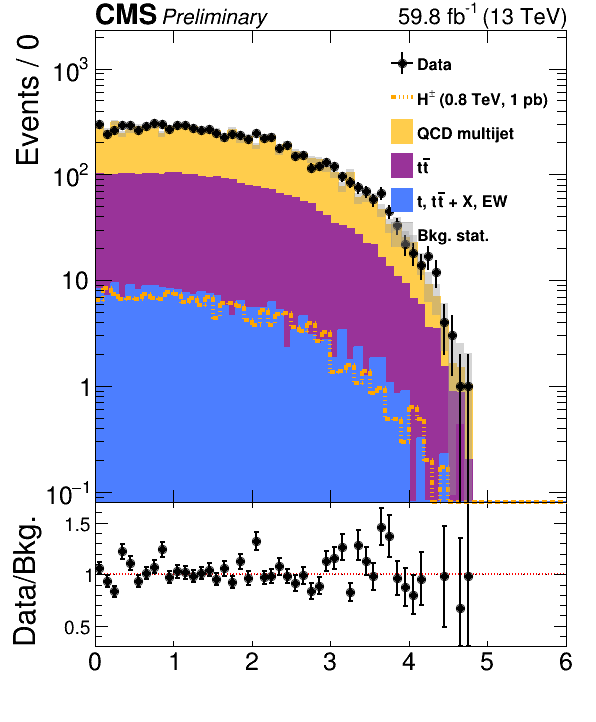 CMS Preliminary 59.8 fb⁻¹ (13 TeV)
Events / 0
10³
10²
10
1
10⁻¹
Data
H± (0.8 TeV, 1 pb)
QCD multijet
tt̅
t, tt̅ + X, EW
Bkg. stat.
Data/Bkg.
1.5
1
0.5
0 1 2 3 4 5 6